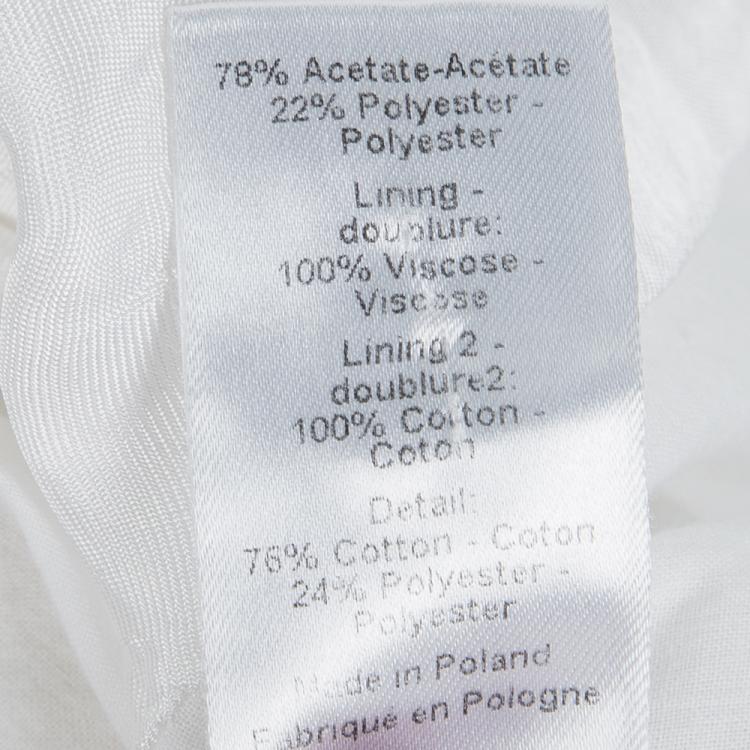 78% Acetate-Acétate
22% Polyester -
Polyester
Lining -
doublure:
100% Viscose -
Viscose
Lining 2 -
doublure2:
100% Cotton -
Coton
Detail:
76% Cotton - Coton
24% Polyester -
Polyester
Made in Poland
Fabriqué en Pologne